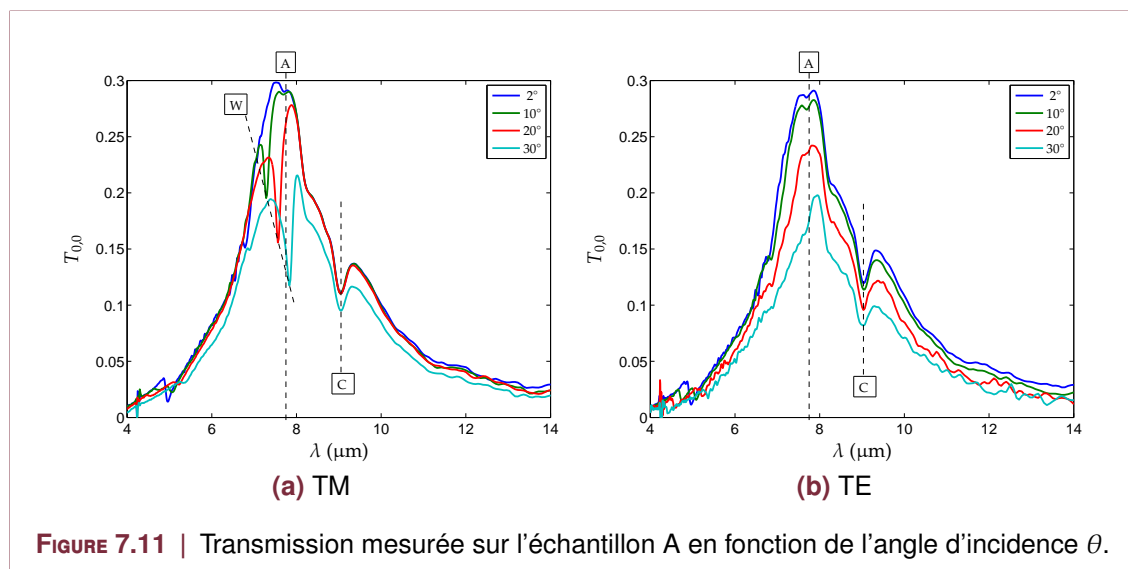 A
W
C
0.3
0.25
0.2
0.15
0.1
0.05
0
T0,0
4 6 8 10 12 14
λ (µm)
2°
10°
20°
30°
(a) TM
A
C
0.3
0.25
0.2
0.15
0.1
0.05
0
T0,0
4 6 8 10 12 14
λ (µm)
2°
10°
20°
30°
(b) TE
FIGURE 7.11 | Transmission mesurée sur l'échantillon A en fonction de l'angle d'incidence θ.